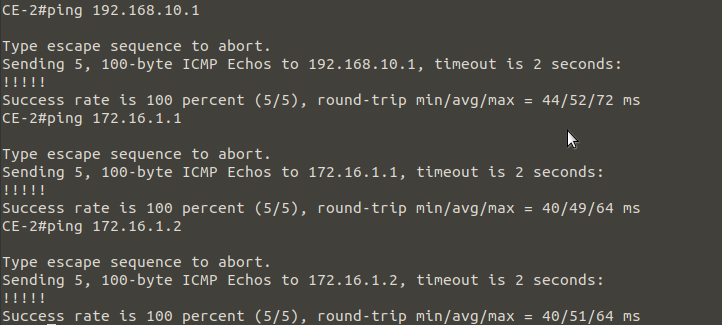 CE-2#ping 192.168.10.1
Type escape sequence to abort.
Sending 5, 100-byte ICMP Echos to 192.168.10.1, timeout is 2 seconds:
!!!!!
Success rate is 100 percent (5/5), round-trip min/avg/max = 44/52/72 ms
CE-2#ping 172.16.1.1
Type escape sequence to abort.
Sending 5, 100-byte ICMP Echos to 172.16.1.1, timeout is 2 seconds:
!!!!!
Success rate is 100 percent (5/5), round-trip min/avg/max = 40/49/64 ms
CE-2#ping 172.16.1.2
Type escape sequence to abort.
Sending 5, 100-byte ICMP Echos to 172.16.1.2, timeout is 2 seconds:
!!!!!
Success rate is 100 percent (5/5), round-trip min/avg/max = 40/51/64 ms